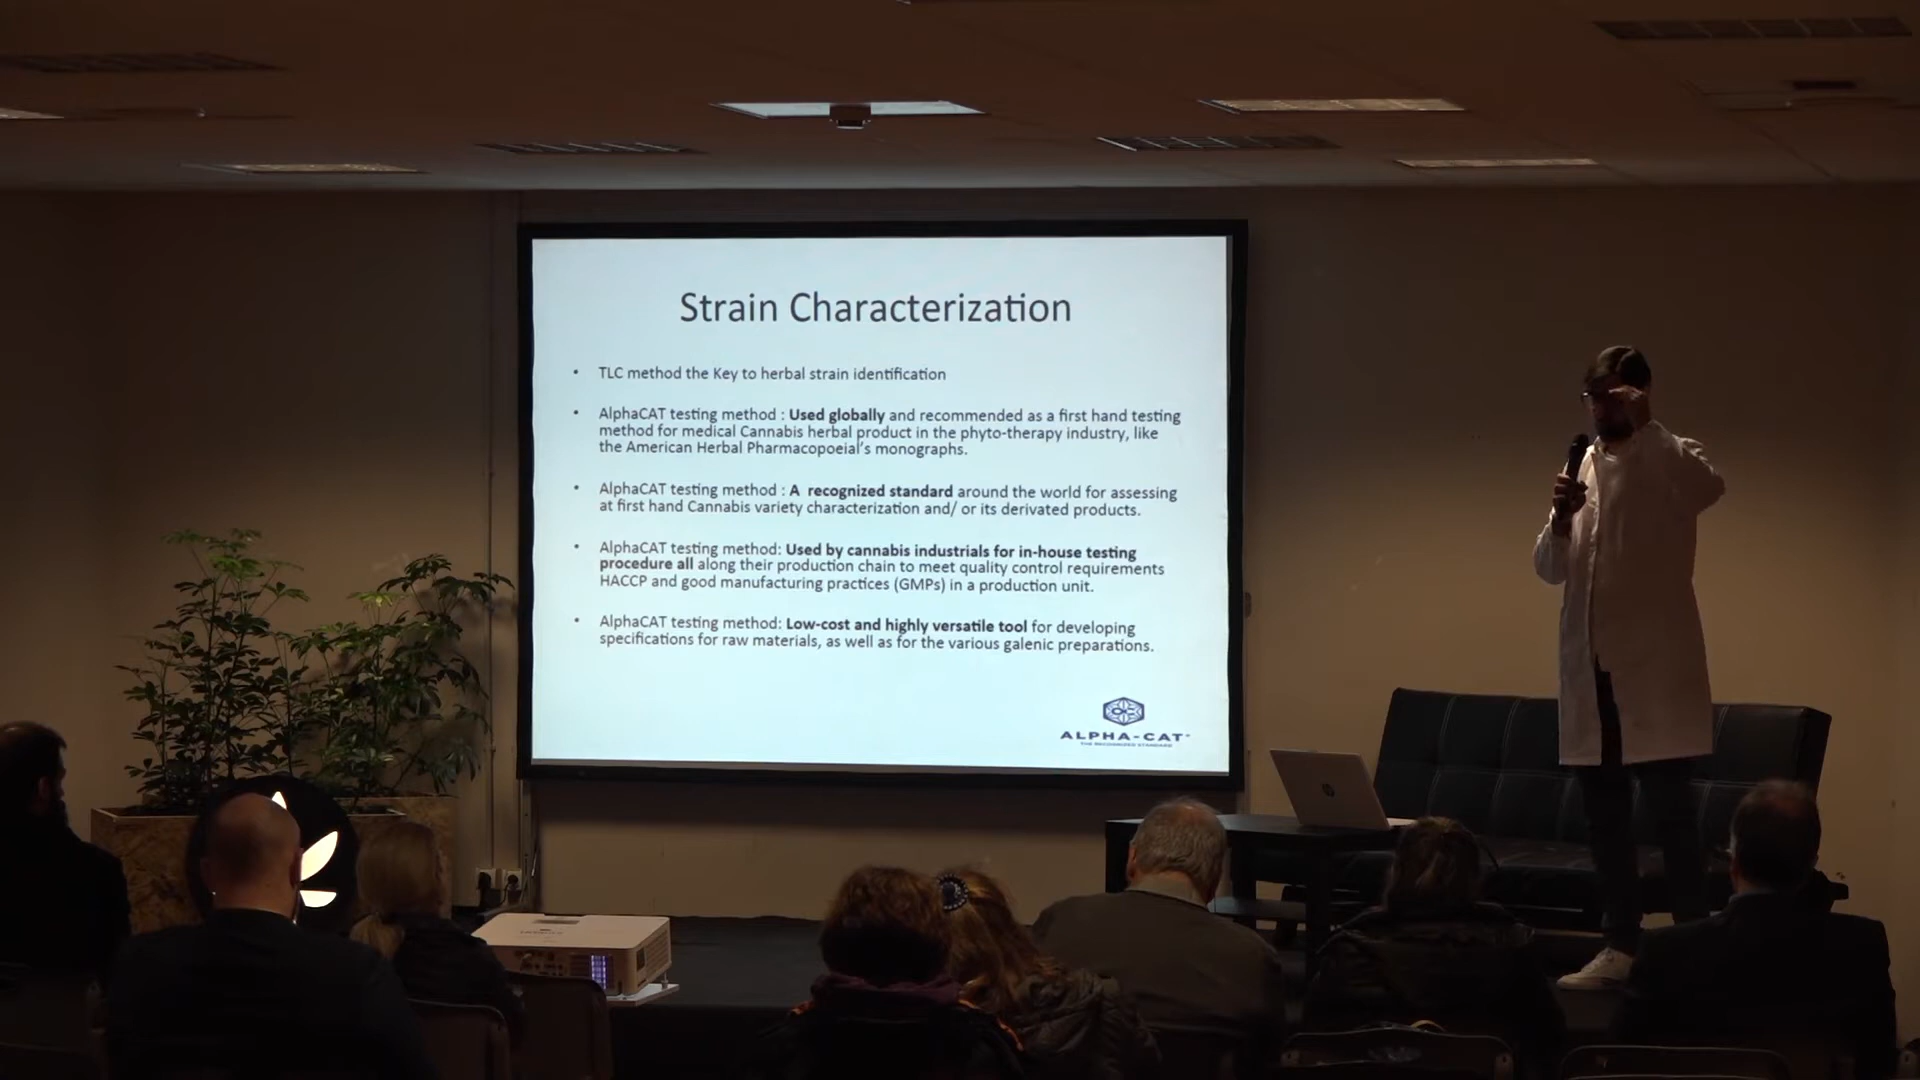 Strain Characterization
• TLC method the Key to herbal strain identification
• AlphaCAT testing method : Used globally and recommended as a first hand testing
method for medical Cannabis herbal product in the phyto-therapy industry, like
the American Herbal Pharmacopoeial's monographs.
• AlphaCAT testing method : A recognized standard around the world for assessing
at first hand Cannabis variety characterization and/ or its derivated products.
• AlphaCAT testing method: Used by cannabis industrials for in-house testing
procedure all along their production chain to meet quality control requirements
HACCP and good manufacturing practices (GMPs) in a production unit.
• AlphaCAT testing method: Low-cost and highly versatile tool for developing
specifications for raw materials, as well as for the various galenic preparations.
ALPHA-CAT
THE RECOGNIZED STANDARD